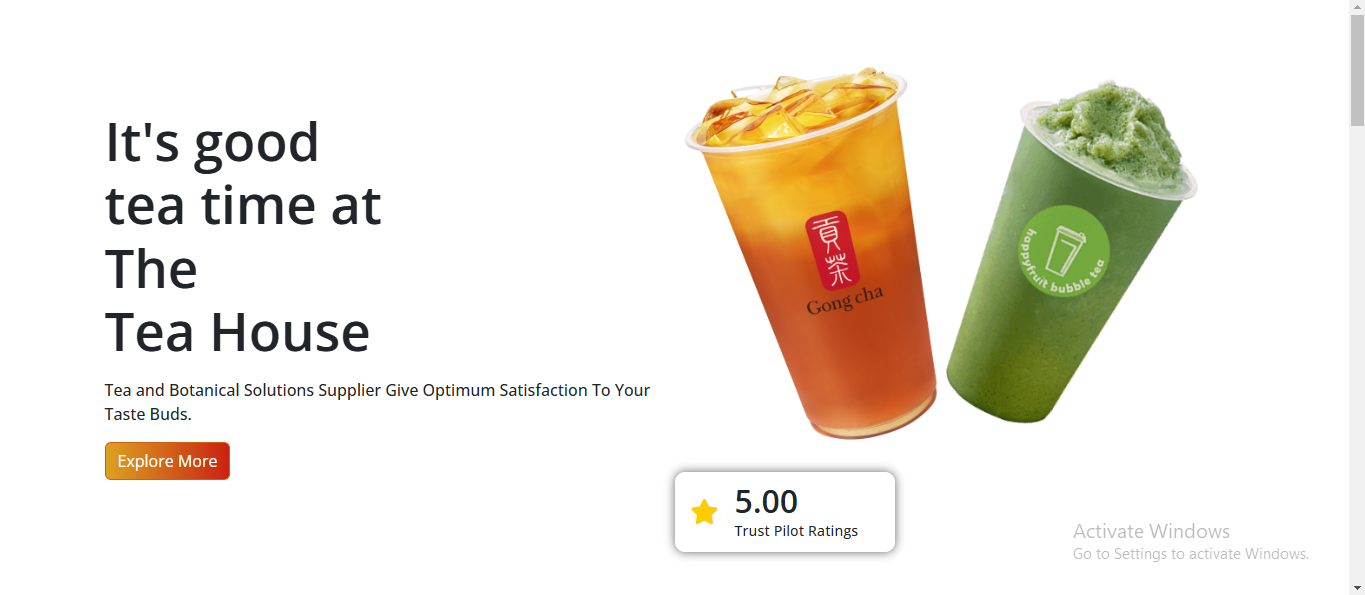 It's good
tea time at
The
Tea House
Tea and Botanical Solutions Supplier Give Optimum Satisfaction To Your
Taste Buds.
Explore More
貢茶
Gong cha
happyfruit bubble tea
5.00
Trust Pilot Ratings
Activate Windows
Go to Settings to activate Windows.